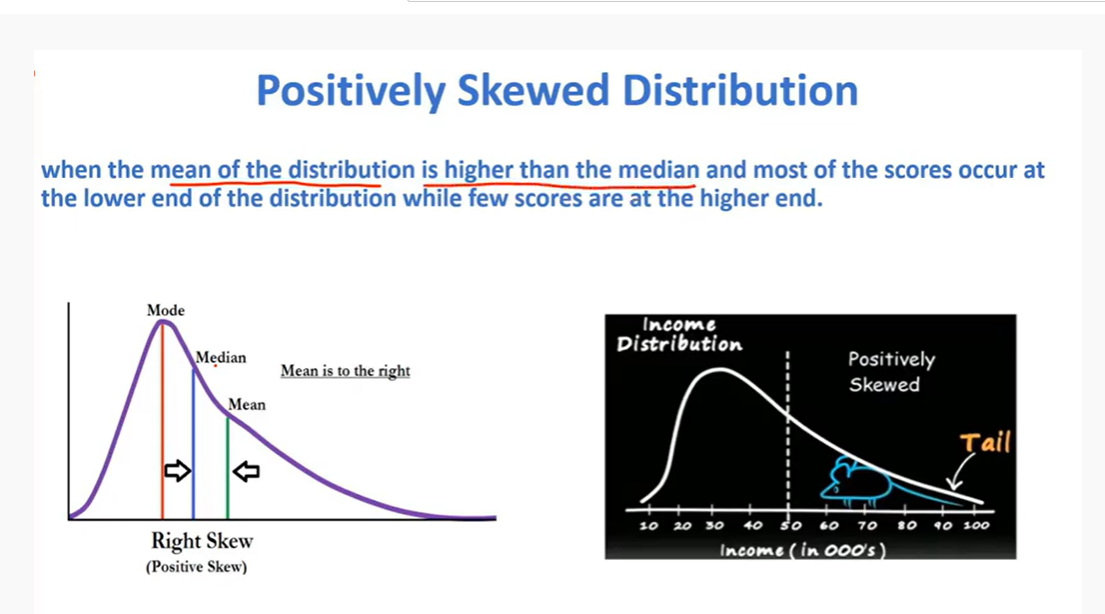 Positively Skewed Distribution
when the mean of the distribution is higher than the median and most of the scores occur at
the lower end of the distribution while few scores are at the higher end.
Mode
Median
Mean is to the right
Mean
Right Skew
(Positive Skew)
Income
Distribution
Positively
Skewed
Tail
10 20 30 40 50 60 70 80 90 100
Income (in 000's)